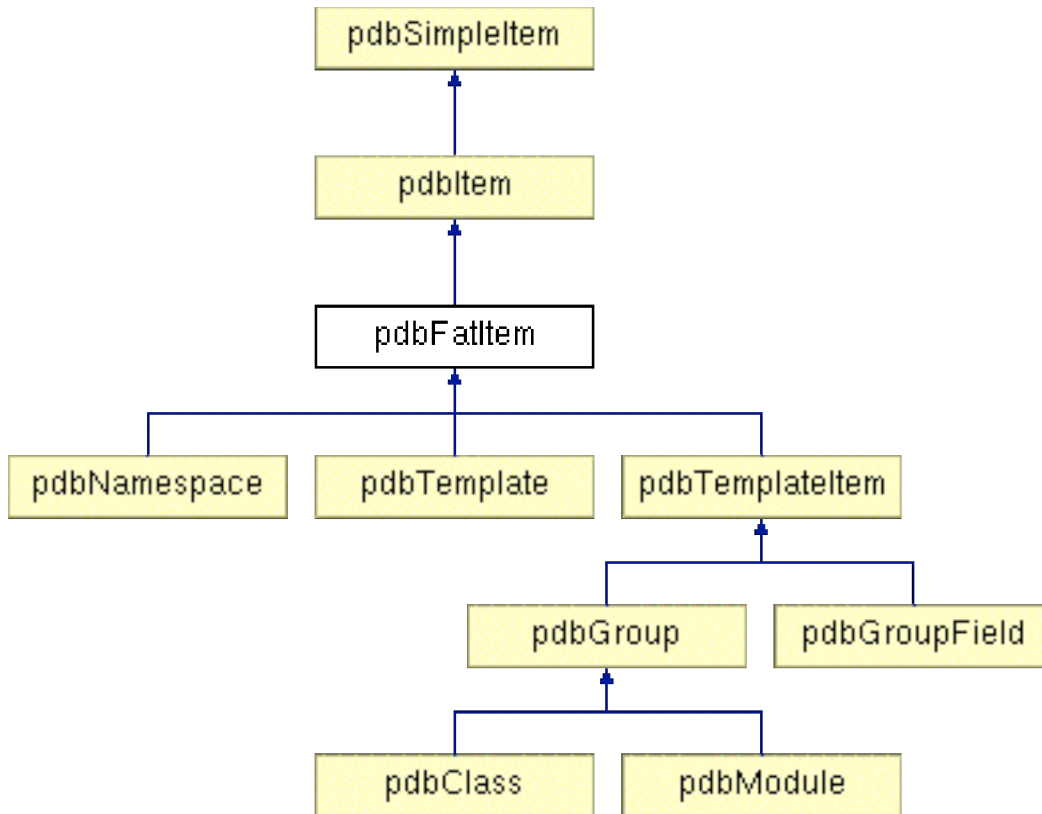 pdbSimpleItem
pdbItem
pdbFatItem
pdbNamespace
pdbTemplate
pdbTemplateItem
pdbGroup
pdbGroupField
pdbClass
pdbModule